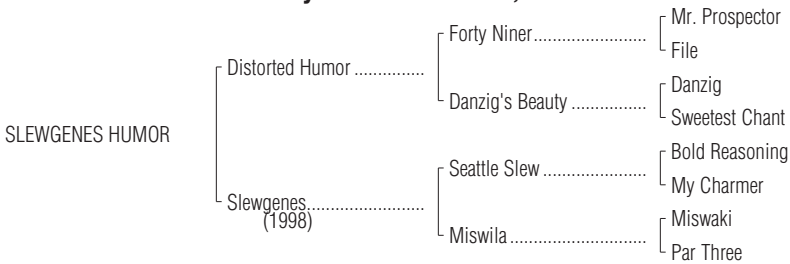 Mr. Prospector
Forty Niner..........................
File
Distorted Humor ................
Danzig
Danzig's Beauty .................
Sweetest Chant
SLEWGENES HUMOR
Bold Reasoning
Seattle Slew ........................
My Charmer
Slewgenes...........................
(1998)
Miswaki
Miswila ...............................
Par Three